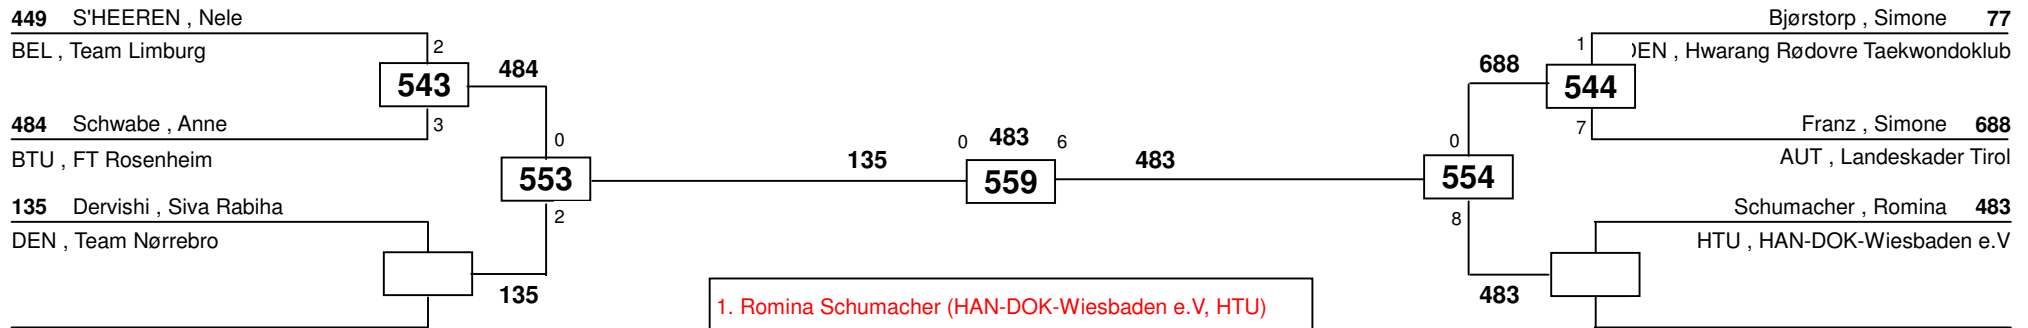 449 S'HEEREN , Nele
BEL , Team Limburg
2
543
484
3
484 Schwabe , Anne
BTU , FT Rosenheim
0
553
2
135 Dervishi , Siva Rabiha
DEN , Team Nørrebro
135
135
0 483 6
559
483
1. Romina Schumacher (HAN-DOK-Wiesbaden e.V, HTU)
Bjørstorp , Simone 77
DEN , Hwarang Rødovre Taekwondoklub
1
688
544
7
Franz , Simone 688
AUT , Landeskader Tirol
0
554
8
Schumacher , Romina 483
HTU , HAN-DOK-Wiesbaden e.V
483